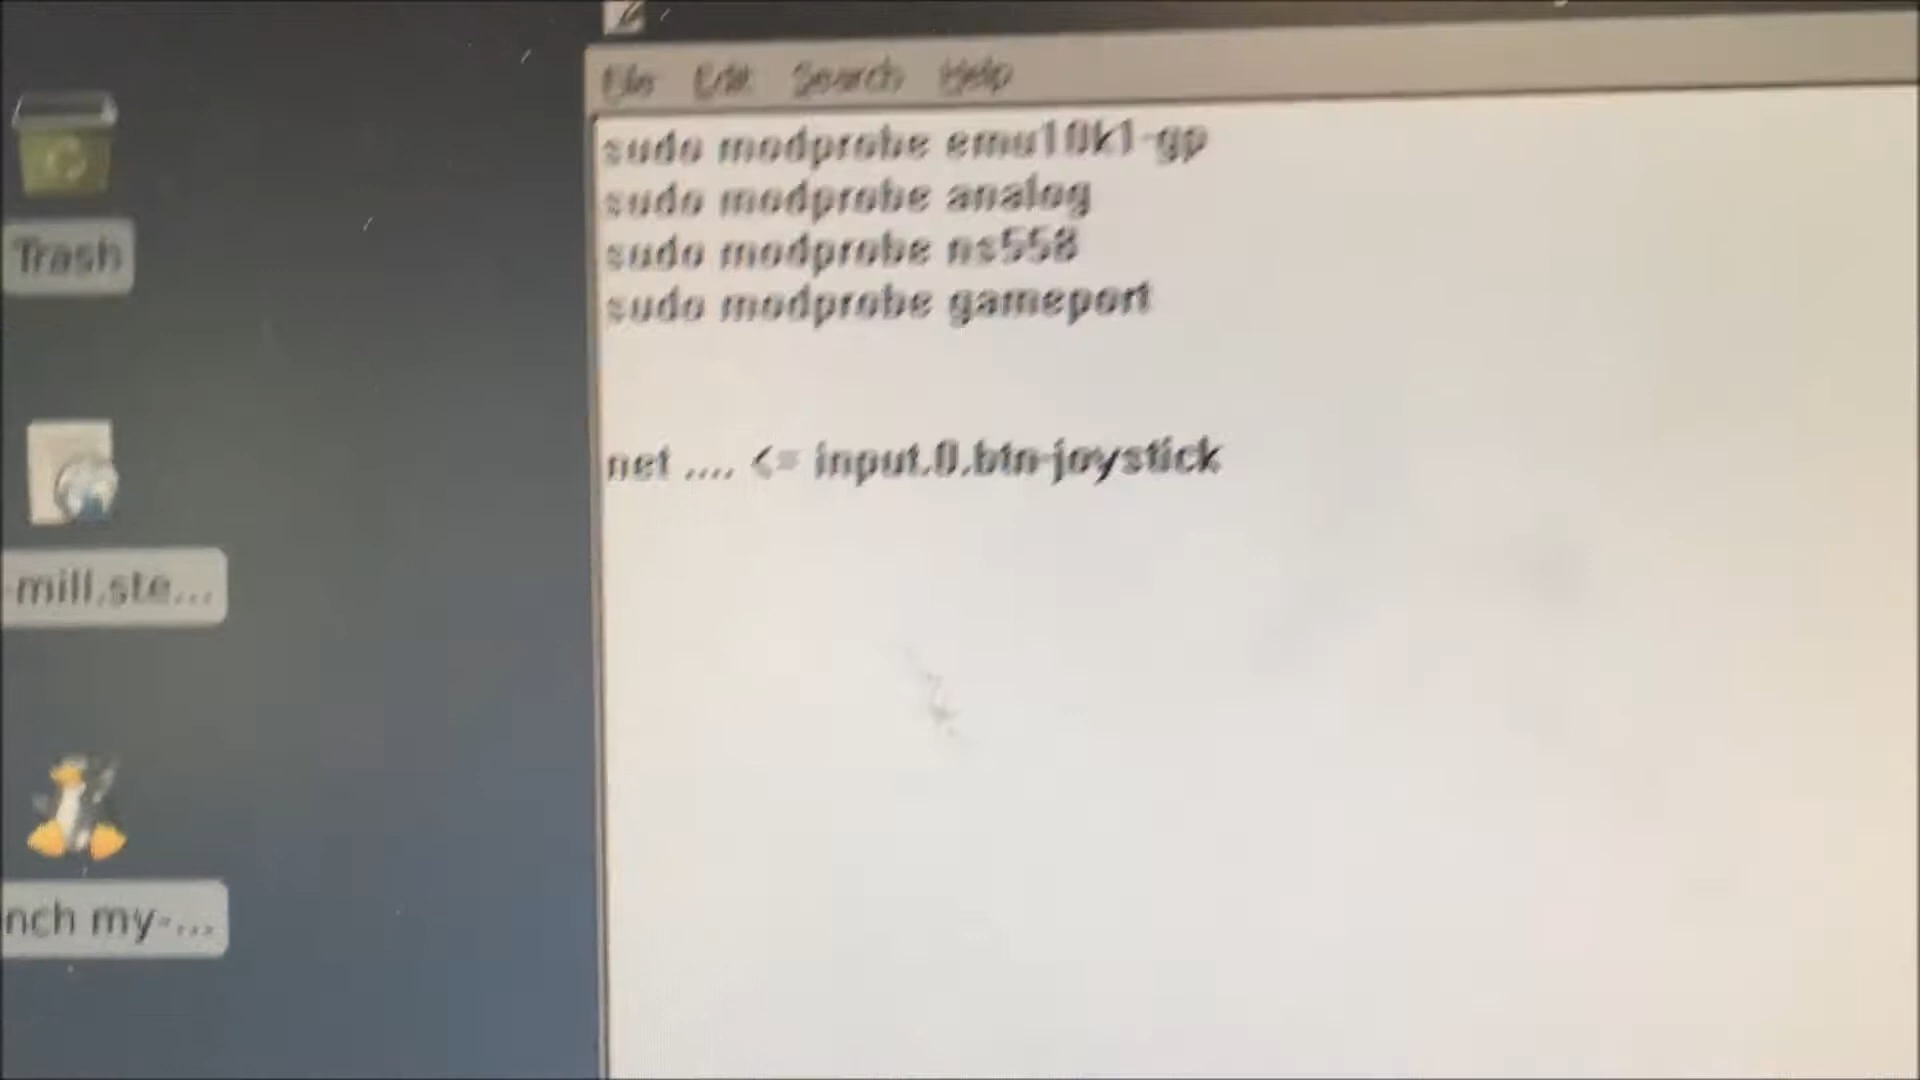 File Edit Search Help
sudo modprobe emu10k1-gp
sudo modprobe analog
sudo modprobe ns558
sudo modprobe gameport
net .... <= input.0.btn-joystick
Trash
-mill.ste...
nch my-...